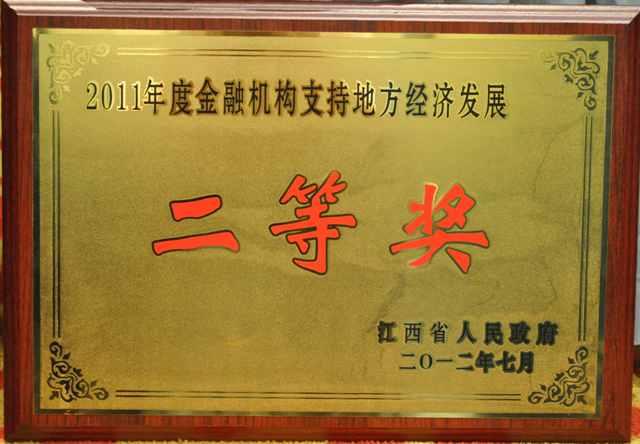 2011年度金融机构支持地方经济发展
二等奖
江西省人民政府
二〇一二年七月